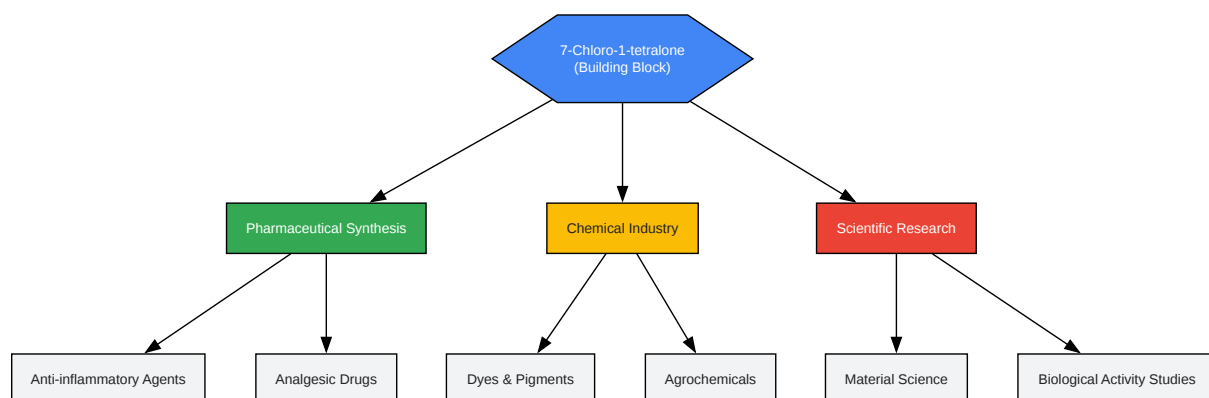 7-Chloro-1-tetralone
(Building Block)
Pharmaceutical Synthesis
Chemical Industry
Scientific Research
Anti-inflammatory Agents
Analgesic Drugs
Dyes & Pigments
Agrochemicals
Material Science
Biological Activity Studies